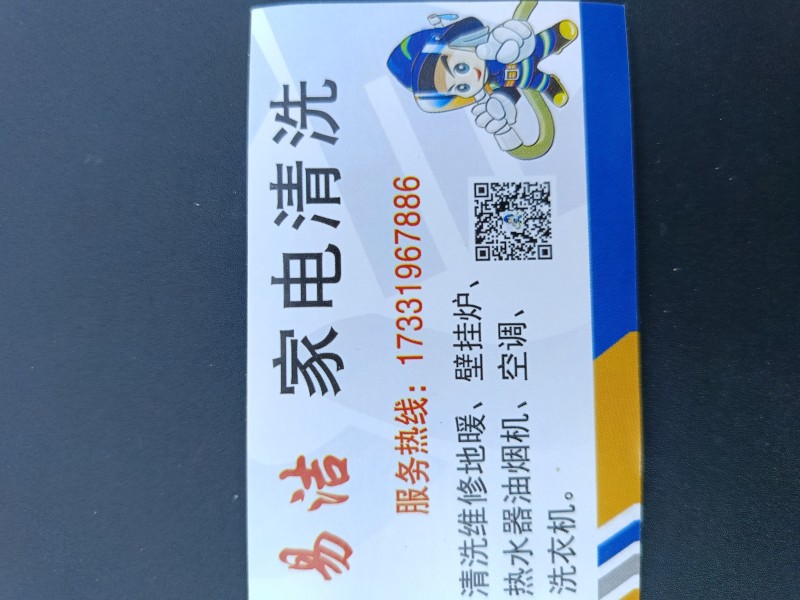 易洁 家电清洗
服务热线：17331967886
清洗维修地暖、壁挂炉、
热水器油烟机、空调、
洗衣机。